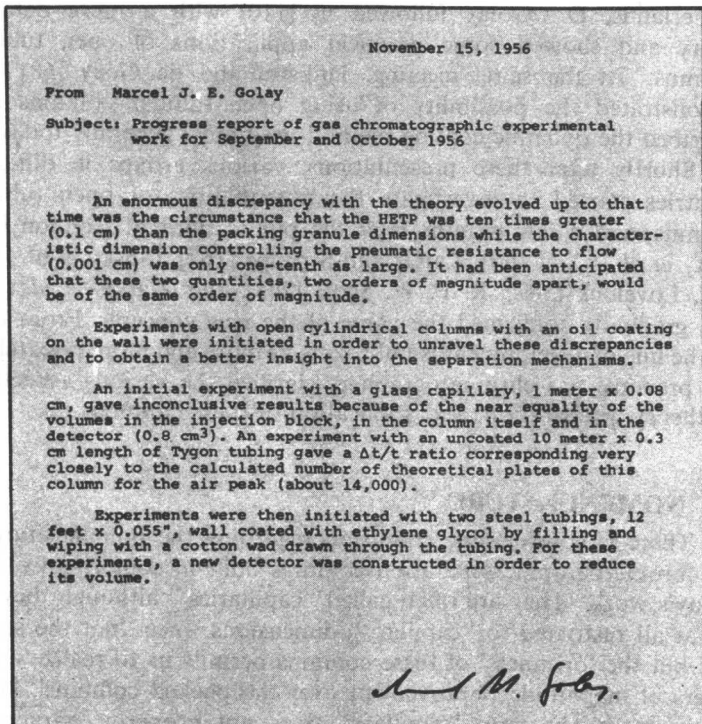 November 15, 1956
From Marcel J. E. Golay
Subject: Progress report of gas chromatographic experimental
work for September and October 1956
An enormous discrepancy with the theory evolved up to that
time was the circumstance that the HETP was ten times greater
(0.1 cm) than the packing granule dimensions while the character-
istic dimension controlling the pneumatic resistance to flow
(0.001 cm) was only one-tenth as large. It had been anticipated
that these two quantities, two orders of magnitude apart, would
be of the same order of magnitude.
Experiments with open cylindrical columns with an oil coating
on the wall were initiated in order to unravel these discrepancies
and to obtain a better insight into the separation mechanisms.
An initial experiment with a glass capillary, 1 meter x 0.08
cm, gave inconclusive results because of the near equality of the
volumes in the injection block, in the column itself and in the
detector (0.8 cm³). An experiment with an uncoated 10 meter x 0.3
cm length of Tygon tubing gave a Δt/t ratio corresponding very
closely to the calculated number of theoretical plates of this
column for the air peak (about 14,000).
Experiments were then initiated with two steel tubings, 12
feet x 0.055", wall coated with ethylene glycol by filling and
wiping with a cotton wad drawn through the tubing. For these
experiments, a new detector was constructed in order to reduce
its volume.